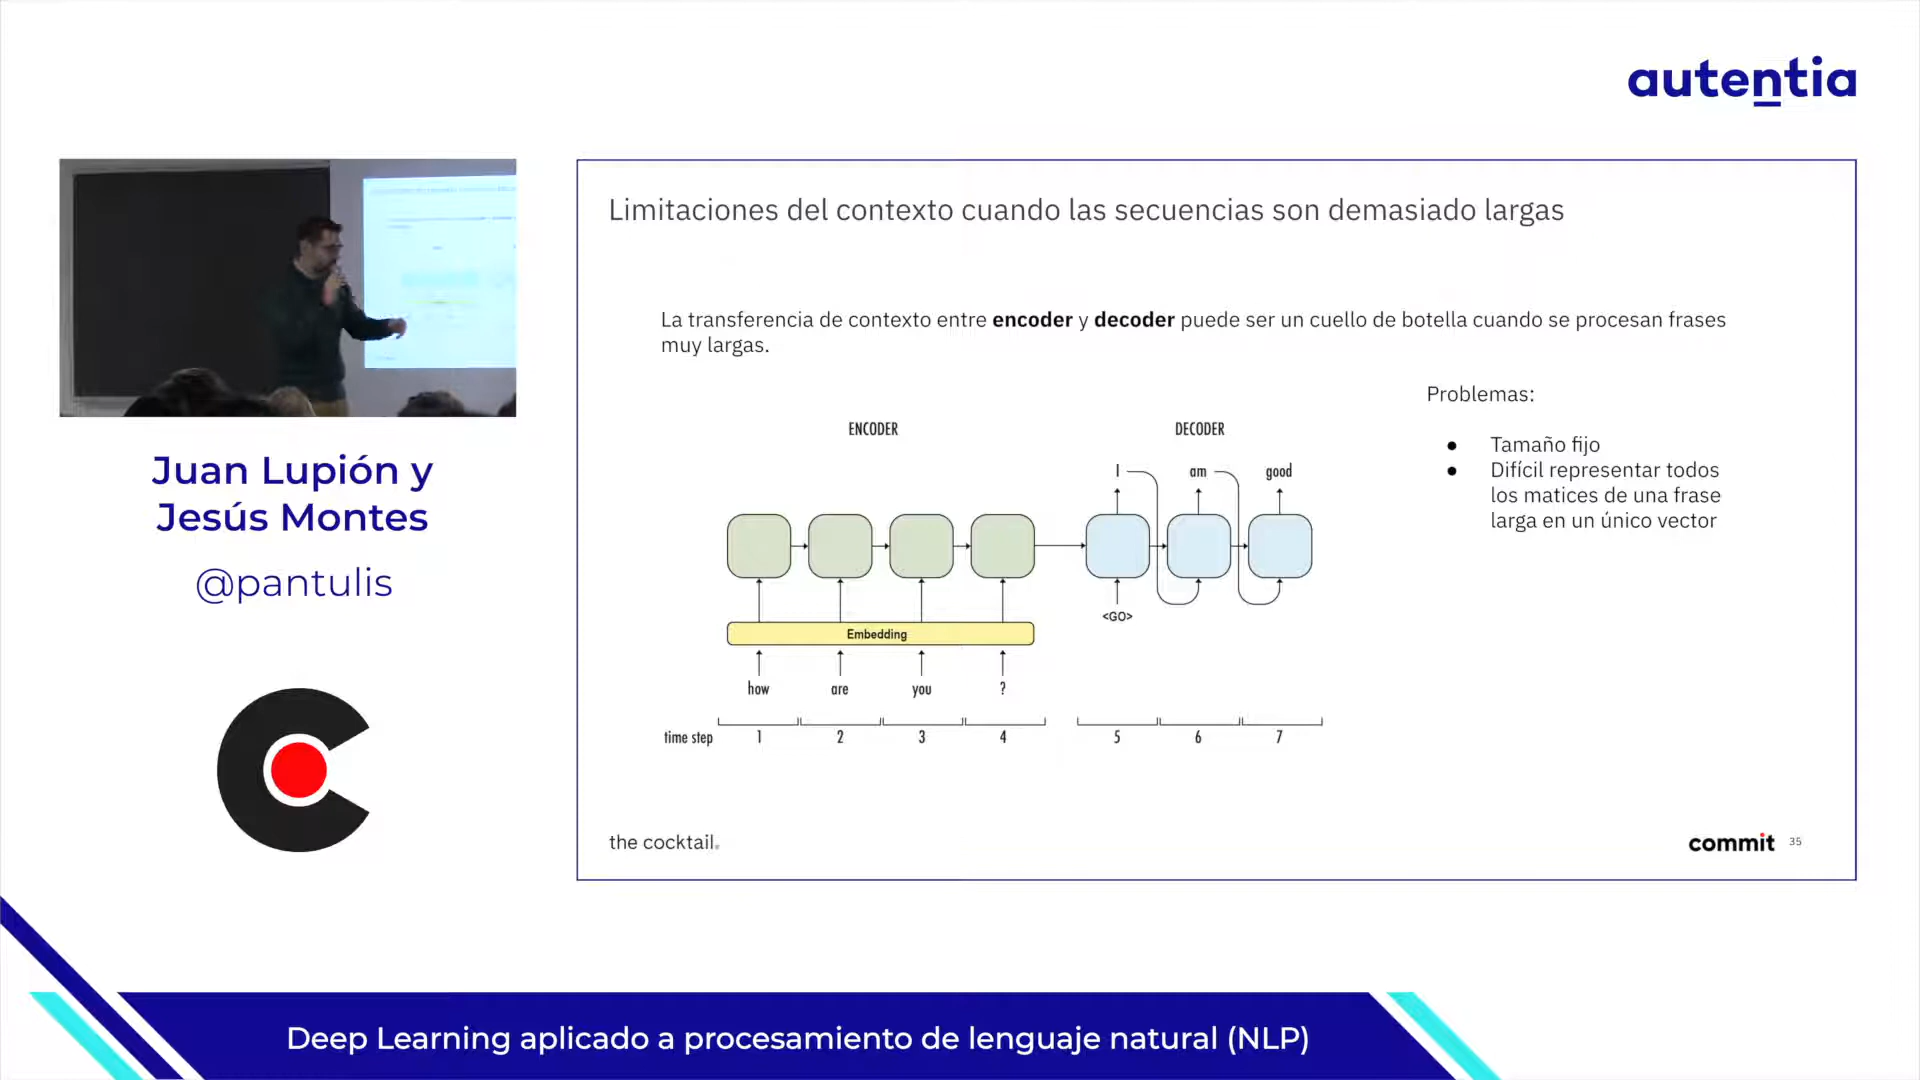 autentia
Juan Lupión y
Jesús Montes
@pantulis
Limitaciones del contexto cuando las secuencias son demasiado largas
La transferencia de contexto entre encoder y decoder puede ser un cuello de botella cuando se procesan frases
muy largas.
Problemas:
● Tamaño fijo
● Difícil representar todos
los matices de una frase
larga en un único vector
ENCODER DECODER
I am good
<GO>
Embedding
how are you ?
time step 1 2 3 4 5 6 7
the cocktail.
commit 35
Deep Learning aplicado a procesamiento de lenguaje natural (NLP)